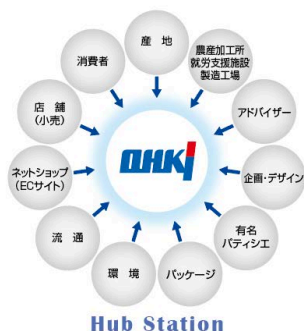 産 地
農産加工所
就労支援施設
製造工場
アドバイザー
企画・デザイン
有名
パティシエ
パッケージ
環 境
流 通
ネットショップ
(ECサイト)
店 舗
(小売)
消費者
OHKI
Hub Station